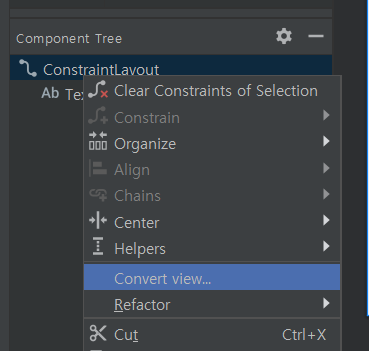 Component Tree
ConstraintLayout
Ab Te
Clear Constraints of Selection
Constrain
Organize
Align
Chains
Center
Helpers
Convert view...
Refactor
Cut Ctrl+X